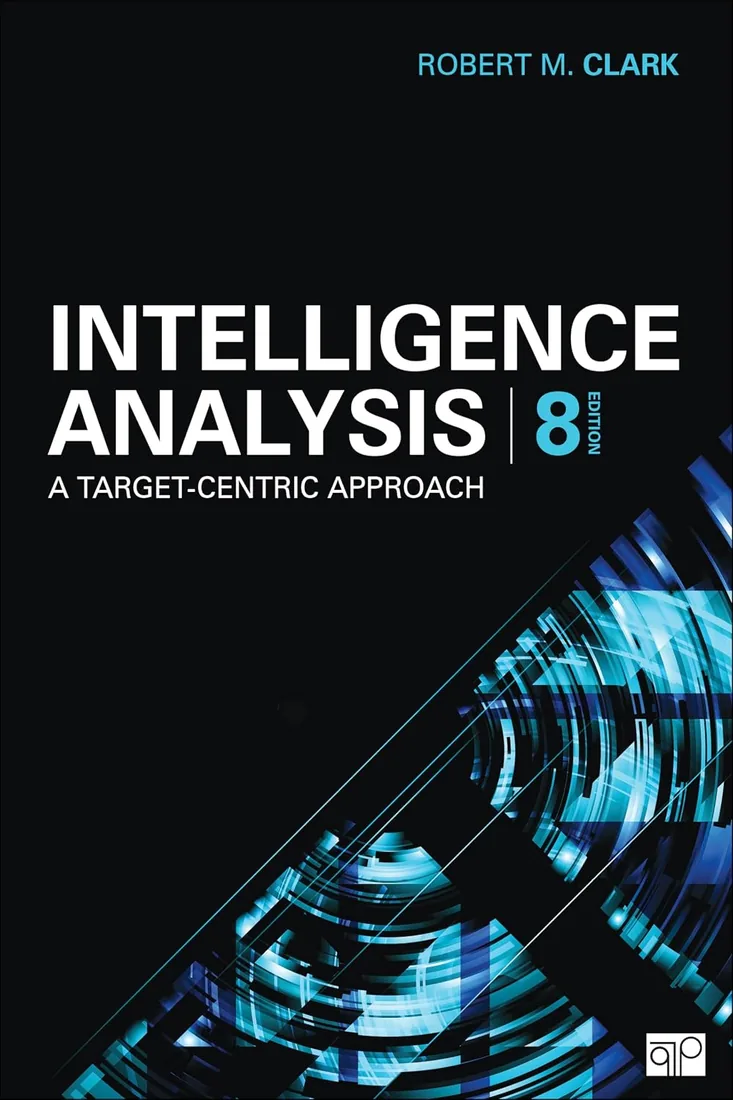 ROBERT M. CLARK
INTELLIGENCE
ANALYSIS
8
EDITION
A TARGET-CENTRIC APPROACH